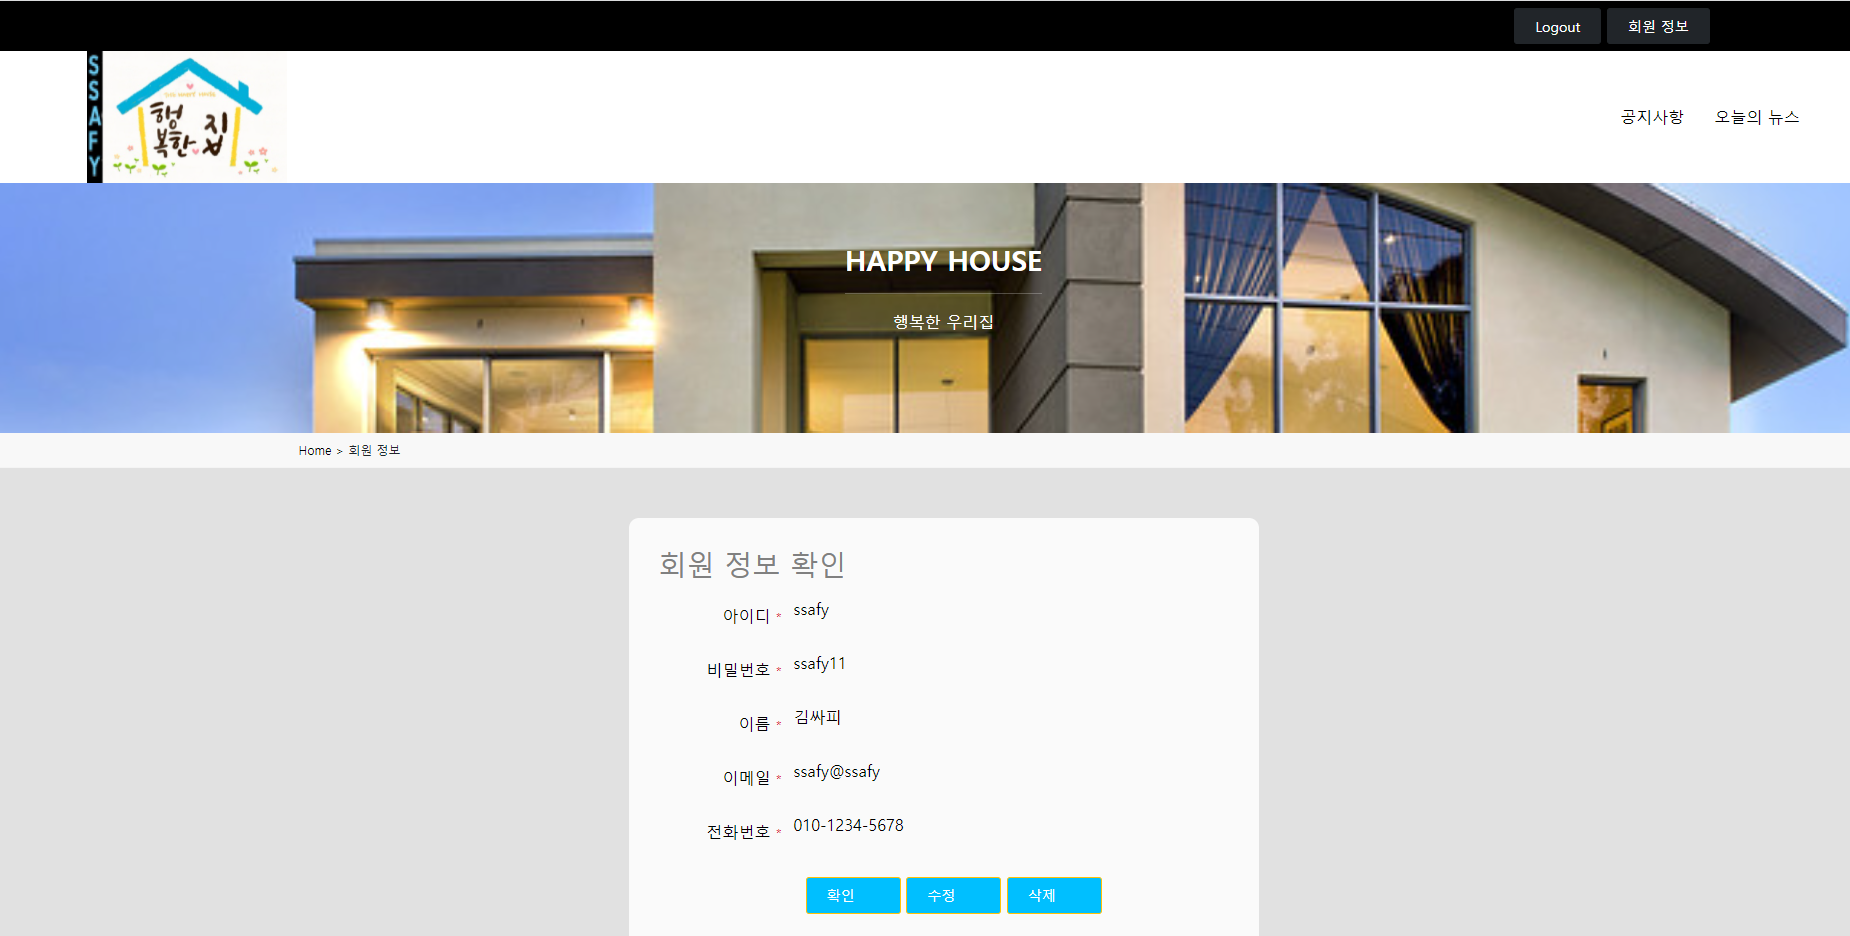 Logout 회원 정보
SSAFY
행복한 집
공지사항 오늘의 뉴스
HAPPY HOUSE
행복한 우리집
Home > 회원 정보
회원 정보 확인
아이디 * ssafy
비밀번호 * ssafy11
이름 * 김싸피
이메일 * ssafy@ssafy
전화번호 * 010-1234-5678
확인 수정 삭제